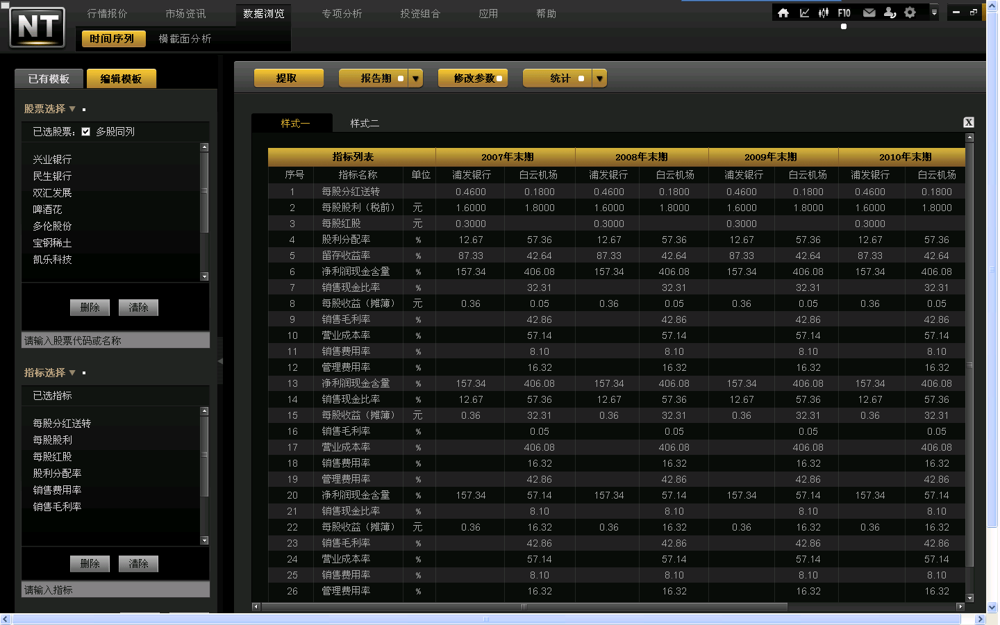 NT
行情报价 市场资讯 数据浏览 专项分析 投资组合 应用 帮助
F10
时间序列 横截面分析
已有模板 编辑模板
股票选择
已选股票: 多股同列
兴业银行
民生银行
双汇发展
啤酒花
多伦股份
宝钢稀土
凯乐科技
删除 清除
请输入股票代码或名称
指标选择
已选指标
每股分红送转
每股股利
每股红股
股利分配率
销售费用率
销售毛利率
删除 清除
请输入指标
提取 报告期 修改参数 统计
样式一 样式二
X
指标列表 2007年末期 2008年末期 2009年末期 2010年末期
序号 指标名称 单位 浦发银行 白云机场 浦发银行 白云机场 浦发银行 白云机场 浦发银行 白云机场
1 每股分红送转 0.4600 0.1800 0.4600 0.1800 0.4600 0.1800 0.4600 0.1800
2 每股股利（税前） 元 1.6000 1.8000 1.6000 1.8000 1.6000 1.8000 1.6000 1.8000
3 每股红股 元 0.3000 0.3000 0.3000 0.3000
4 股利分配率 % 12.67 57.36 12.67 57.36 12.67 57.36 12.67 57.36
5 留存收益率 % 87.33 42.64 87.33 42.64 87.33 42.64 87.33 42.64
6 净利润现金含量 % 157.34 406.08 157.34 406.08 157.34 406.08 157.34 406.08
7 销售现金比率 % 32.31 32.31 32.31 32.31
8 每股收益（摊簿） 元 0.36 0.05 0.36 0.05 0.36 0.05 0.36 0.05
9 销售毛利率 % 42.86 42.86 42.86 42.86
10 营业成本率 % 57.14 57.14 57.14 57.14
11 销售费用率 % 8.10 8.10 8.10 8.10
12 管理费用率 % 16.32 16.32 16.32 16.32
13 净利润现金含量 % 157.34 406.08 157.34 406.08 157.34 406.08 157.34 406.08
14 销售现金比率 % 12.67 57.36 12.67 57.36 12.67 57.36 12.67 57.36
15 每股收益（摊簿） 元 0.36 32.31 0.36 32.31 0.36 32.31 0.36 32.31
16 销售毛利率 % 0.05 0.05 0.05 0.05
17 营业成本率 % 406.08 406.08 406.08 406.08
18 销售费用率 % 16.32 16.32 16.32 16.32
19 管理费用率 % 42.86 42.86 42.86 42.86
20 净利润现金含量 % 157.34 57.14 157.34 57.14 157.34 57.14 157.34 57.14
21 销售现金比率 % 8.10 8.10 8.10 8.10
22 每股收益（摊簿） 元 0.36 16.32 0.36 16.32 0.36 16.32 0.36 16.32
23 销售毛利率 % 42.86 42.86 42.86 42.86
24 营业成本率 % 57.14 57.14 57.14 57.14
25 销售费用率 % 8.10 8.10 8.10 8.10
26 管理费用率 % 16.32 16.32 16.32 16.32